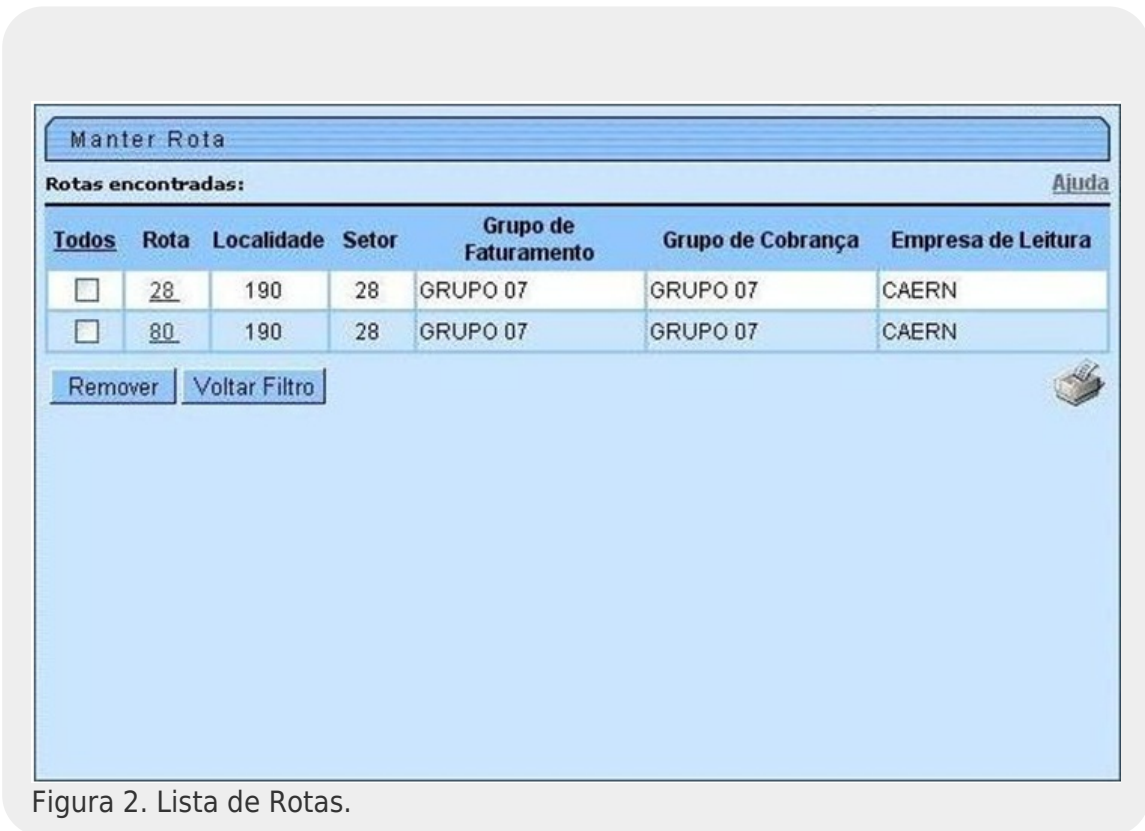 Manter Rota
Rotas encontradas: Ajuda
Todos Rota Localidade Setor Grupo de Faturamento Grupo de Cobrança Empresa de Leitura
28 190 28 GRUPO 07 GRUPO 07 CAERN
80 190 28 GRUPO 07 GRUPO 07 CAERN
Remover Voltar Filtro
Figura 2. Lista de Rotas.